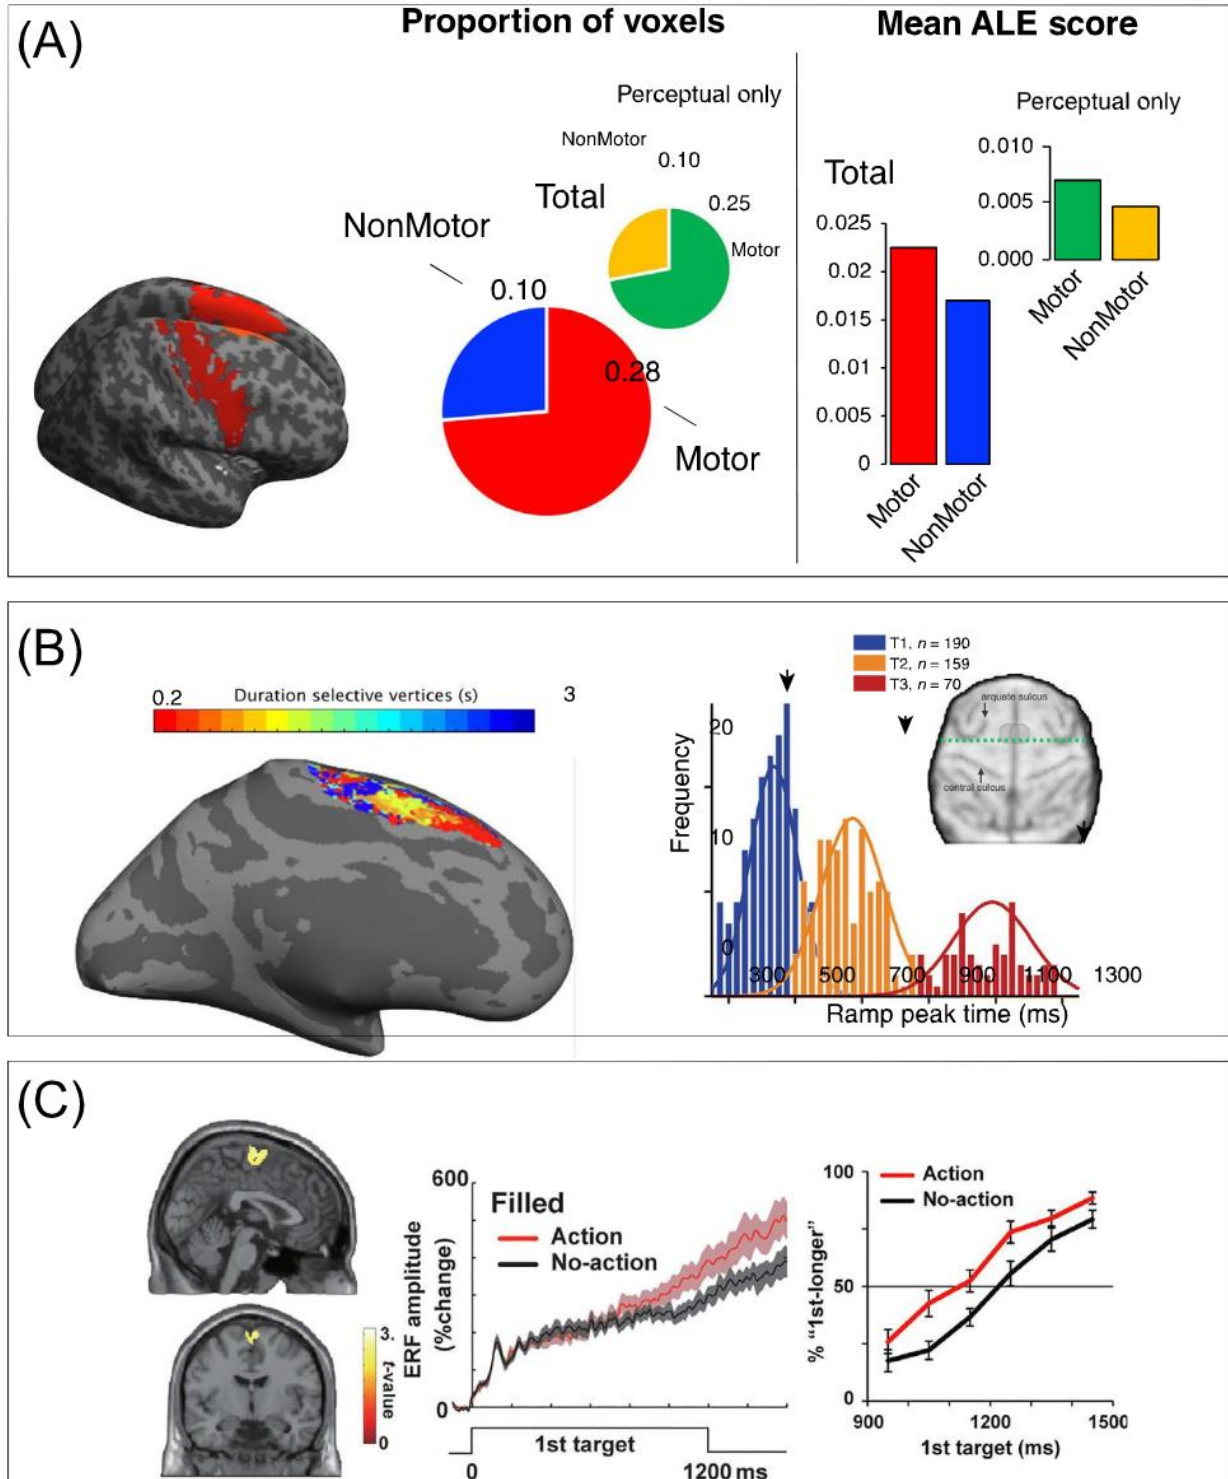 (A)
Proportion of voxels
Mean ALE score
Perceptual only
NonMotor
0.10
Total
0.25
Motor
NonMotor
0.10
0.28
Motor
Perceptual only
0.010
0.005
0.000
Motor
NonMotor
Total
0.025
0.02
0.015
0.01
0.005
0
Motor
NonMotor
(B)
0.2
Duration selective vertices (s)
3
T1, n = 190
T2, n = 159
T3, n = 70
arquate sulcus
control sulcus
Frequency
20
10
0
300 500 700 900 1100 1300
Ramp peak time (ms)
(C)
3.
t-value
0
ERF amplitude
(%change)
600
0
Filled
Action
No-action
1st target
0
1200 ms
% "1st-longer"
100
50
0
Action
No-action
900 1200 1500
1st target (ms)